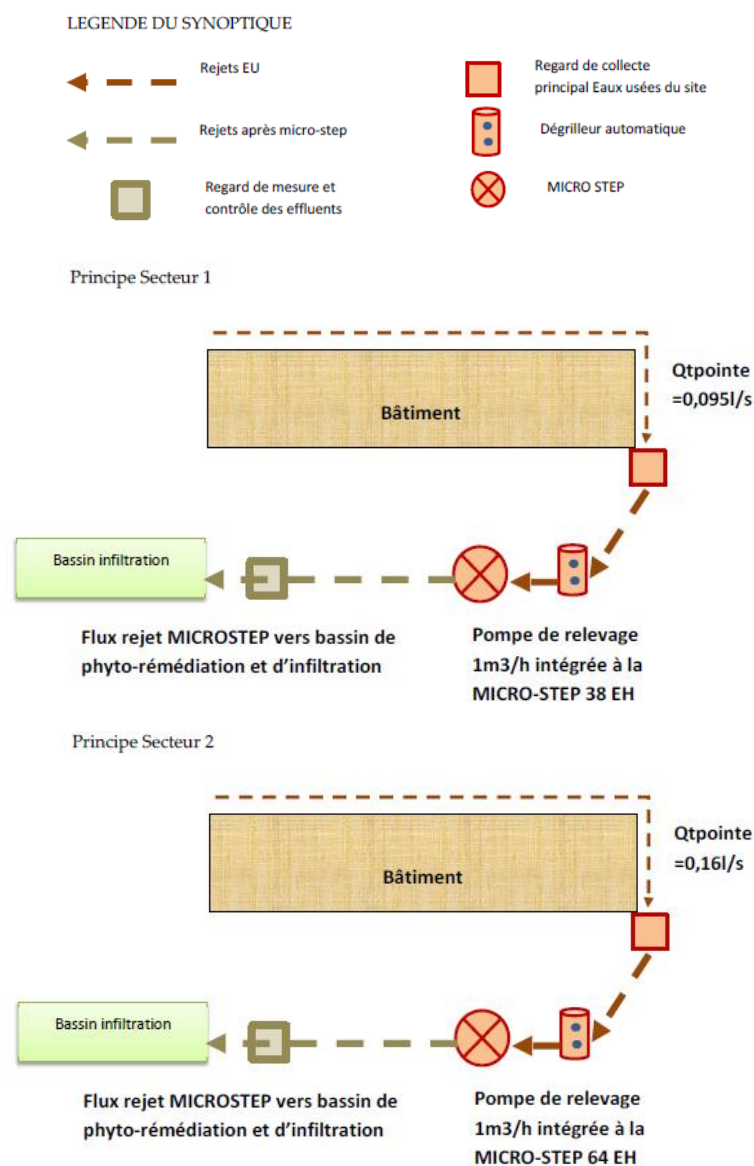 LEGENDE DU SYNOPTIQUE
Rejets EU
Regard de collecte
principal Eaux usées du site
Rejets après micro-step
Dégrilleur automatique
Regard de mesure et
contrôle des effluents
MICRO STEP
Principe Secteur 1
Qtpointe
=0,095l/s
Bâtiment
Bassin infiltration
Flux rejet MICROSTEP vers bassin de
phyto-rémédiation et d'infiltration
Pompe de relevage
1m3/h intégrée à la
MICRO-STEP 38 EH
Principe Secteur 2
Qtpointe
=0,16l/s
Bâtiment
Bassin infiltration
Flux rejet MICROSTEP vers bassin de
phyto-rémédiation et d'infiltration
Pompe de relevage
1m3/h intégrée à la
MICRO-STEP 64 EH